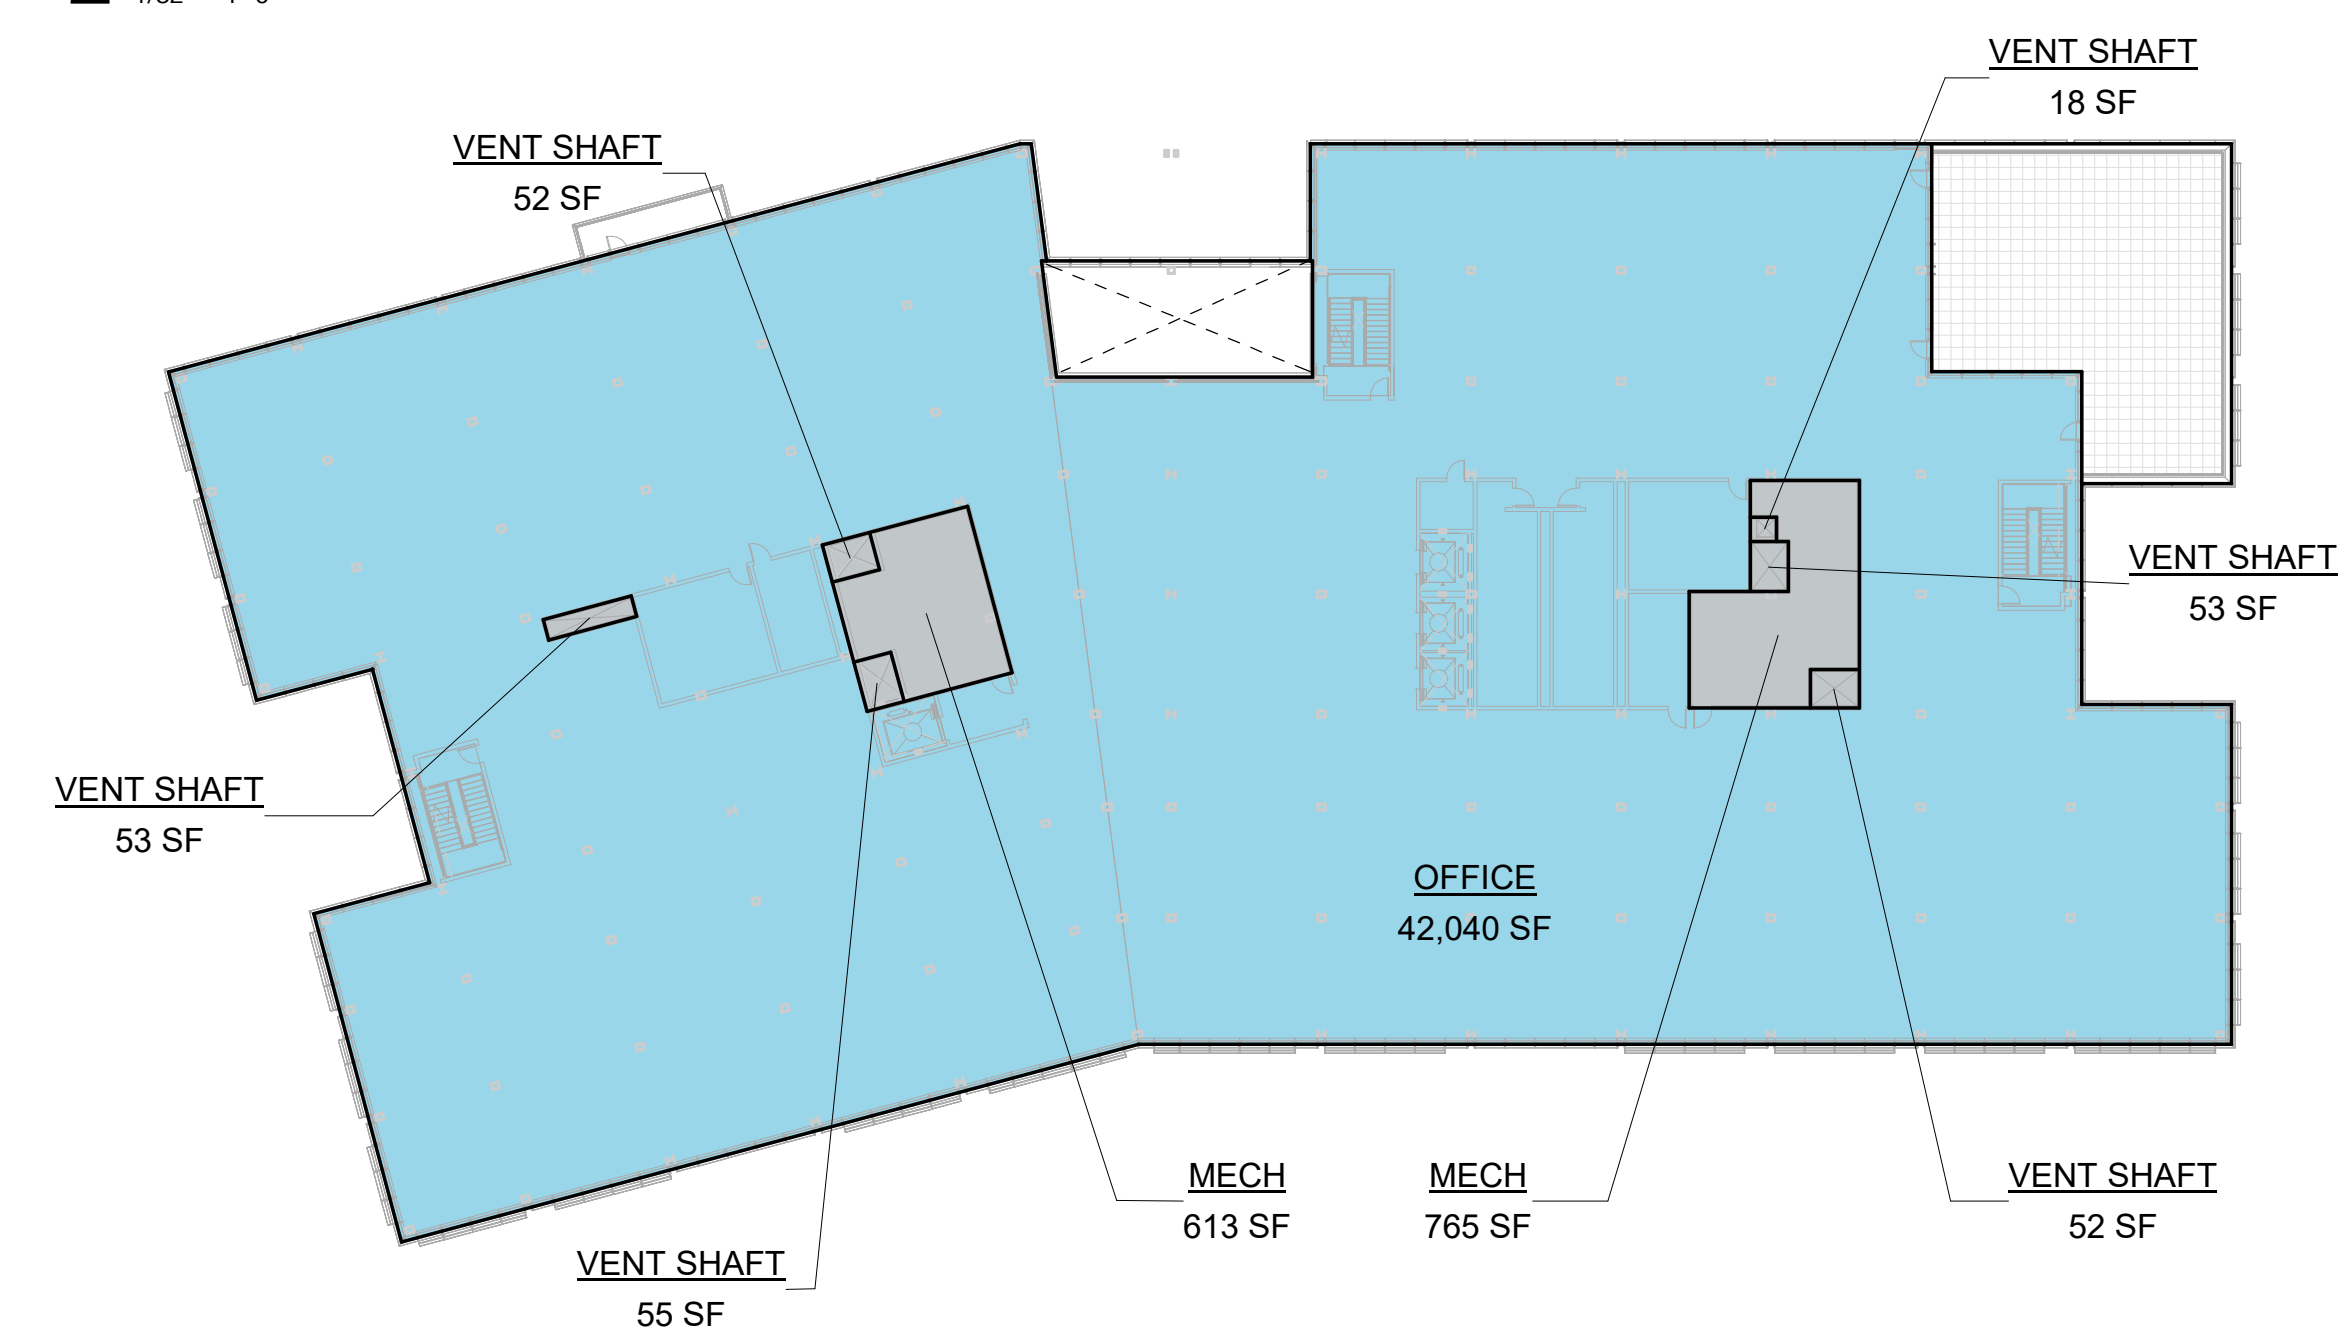 VENT SHAFT
18 SF
VENT SHAFT
52 SF
VENT SHAFT
53 SF
VENT SHAFT
53 SF
OFFICE
42,040 SF
MECH
613 SF
MECH
765 SF
VENT SHAFT
52 SF
VENT SHAFT
55 SF